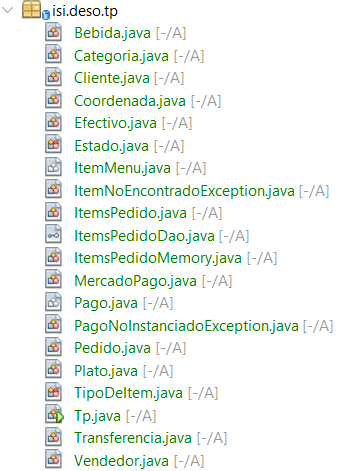 isi.deso.tp
Bebida.java [-/A]
Categoria.java [-/A]
Cliente.java [-/A]
Coordenada.java [-/A]
Efectivo.java [-/A]
Estado.java [-/A]
ItemMenu.java [-/A]
ItemNoEncontradoException.java [-/A]
ItemsPedido.java [-/A]
ItemsPedidoDao.java [-/A]
ItemsPedidoMemory.java [-/A]
MercadoPago.java [-/A]
Pago.java [-/A]
PagoNoInstanciadoException.java [-/A]
Pedido.java [-/A]
Plato.java [-/A]
TipoDeItem.java [-/A]
Tp.java [-/A]
Transferencia.java [-/A]
Vendedor.java [-/A]